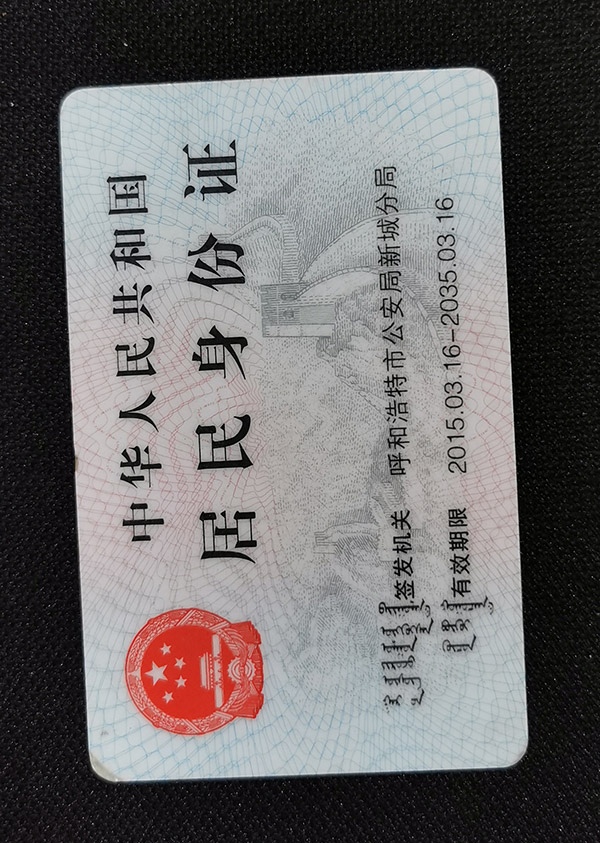 中华人民共和国
居民身份证
签发机关 呼和浩特市公安局新城分局
有效期限 2015.03.16-2035.03.16